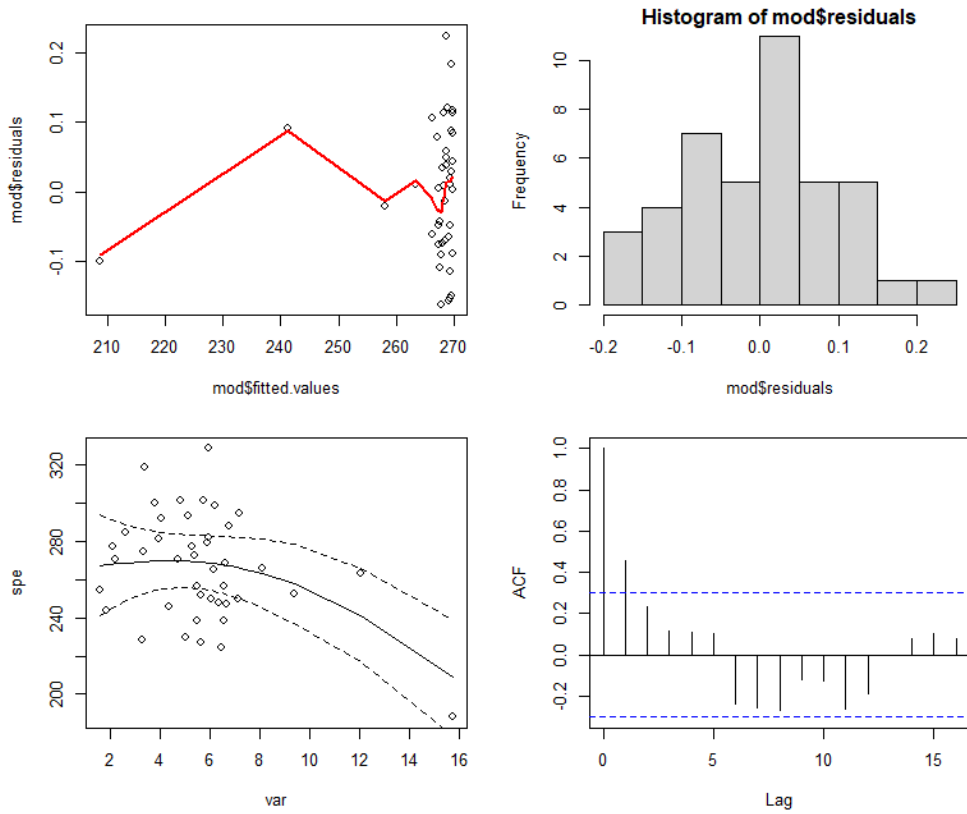 mod$residuals
0.2
0.1
0.0
-0.1
210 220 230 240 250 260 270
mod$fitted.values
Histogram of mod$residuals
Frequency
10
8
6
4
2
0
-0.2 -0.1 0.0 0.1 0.2
mod$residuals
spe
320
280
240
200
2 4 6 8 10 12 14 16
var
ACF
1.0
0.8
0.6
0.4
0.2
0.0
-0.2
0 5 10 15
Lag